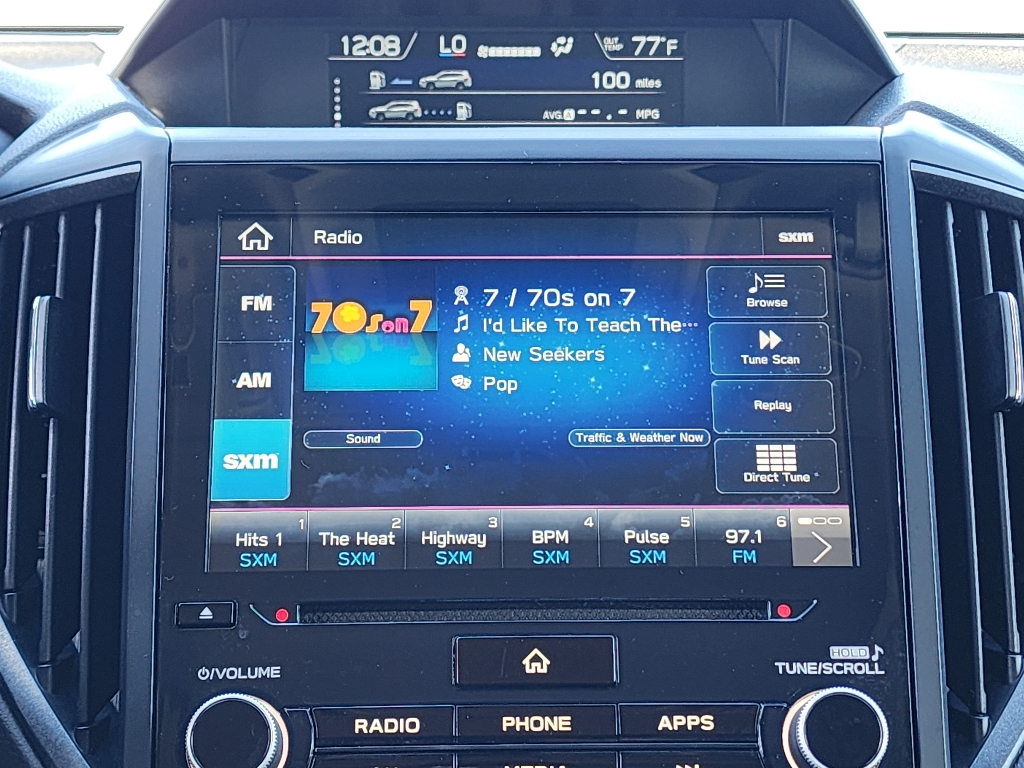 12:08 LO OUT TEMP 77°F
100 miles
AVG. A --.- MPG
Radio sxm
FM
AM
sxm
70s on 7
7 / 70s on 7
I'd Like To Teach The...
New Seekers
Pop
Sound
Traffic & Weather Now
Browse
Tune Scan
Replay
Direct Tune
1 2 3 4 5 6
Hits 1 The Heat Highway BPM Pulse 97.1
SXM SXM SXM SXM SXM FM
HOLD
/VOLUME TUNE/SCROLL
RADIO PHONE APPS